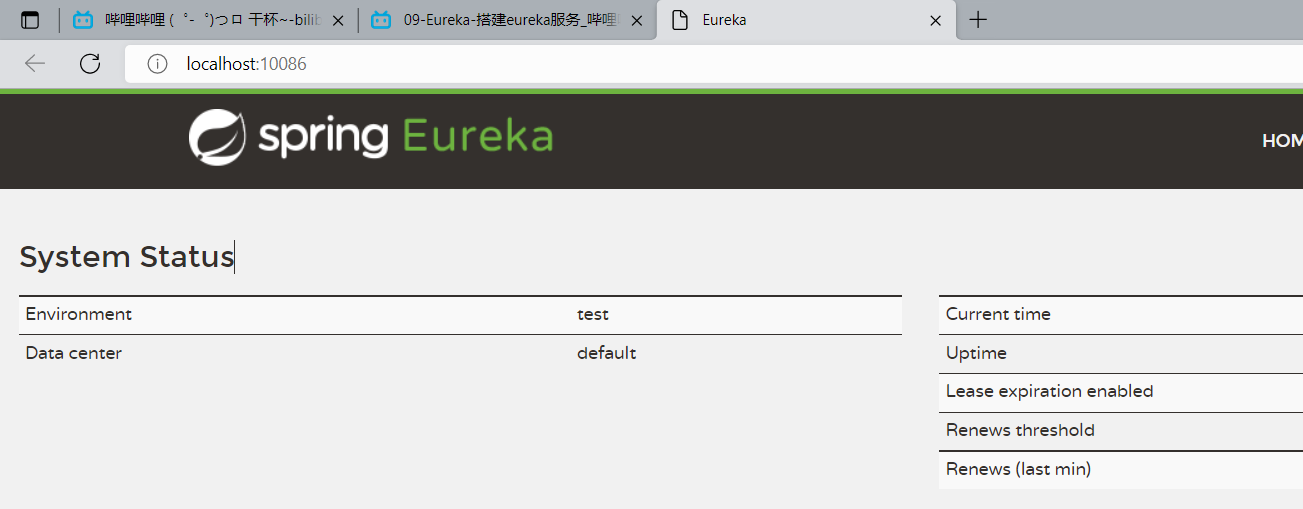 哔哩哔哩 (゜-゜)つロ 干杯~-bilib
09-Eureka-搭建eureka服务_哔哩
Eureka
localhost:10086
spring Eureka
HOM
System Status
Environment test
Data center default
Current time
Uptime
Lease expiration enabled
Renews threshold
Renews (last min)